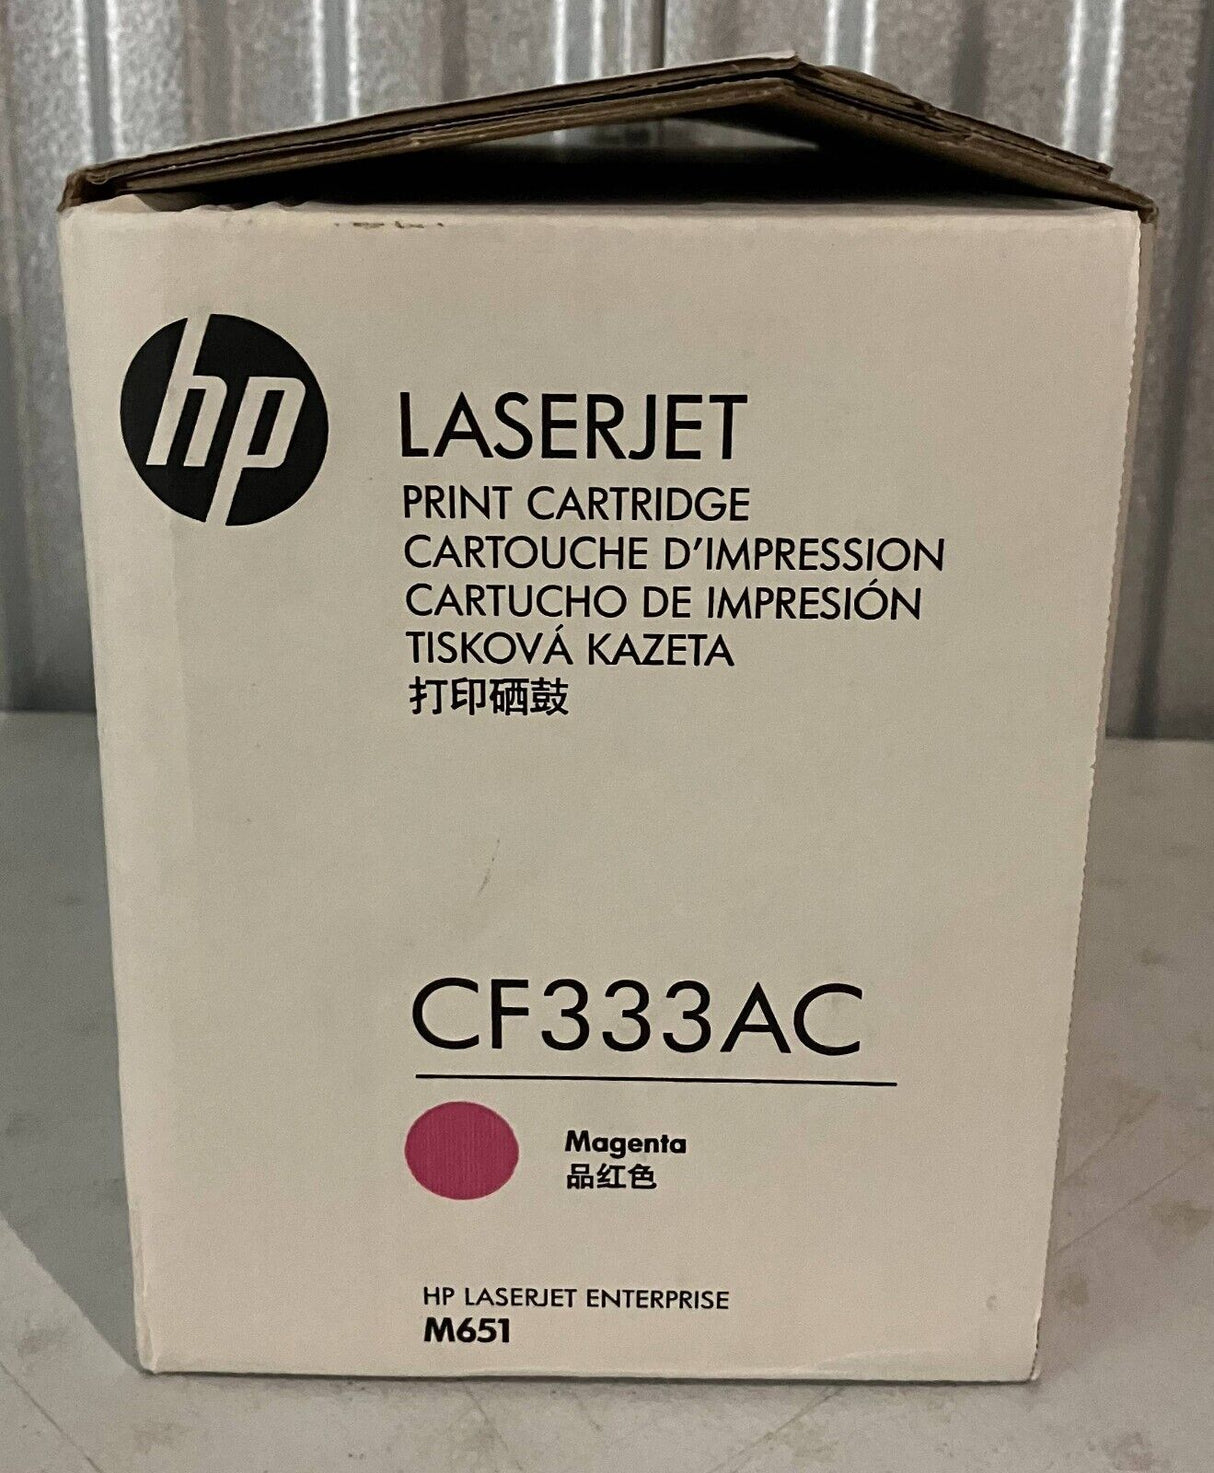 hp
LASERJET
PRINT CARTRIDGE
CARTOUCHE D'IMPRESSION
CARTUCHO DE IMPRESIÓN
TISKOVÁ KAZETA
打印硒鼓
CF333AC
Magenta
品红色
HP LASERJET ENTERPRISE
M651